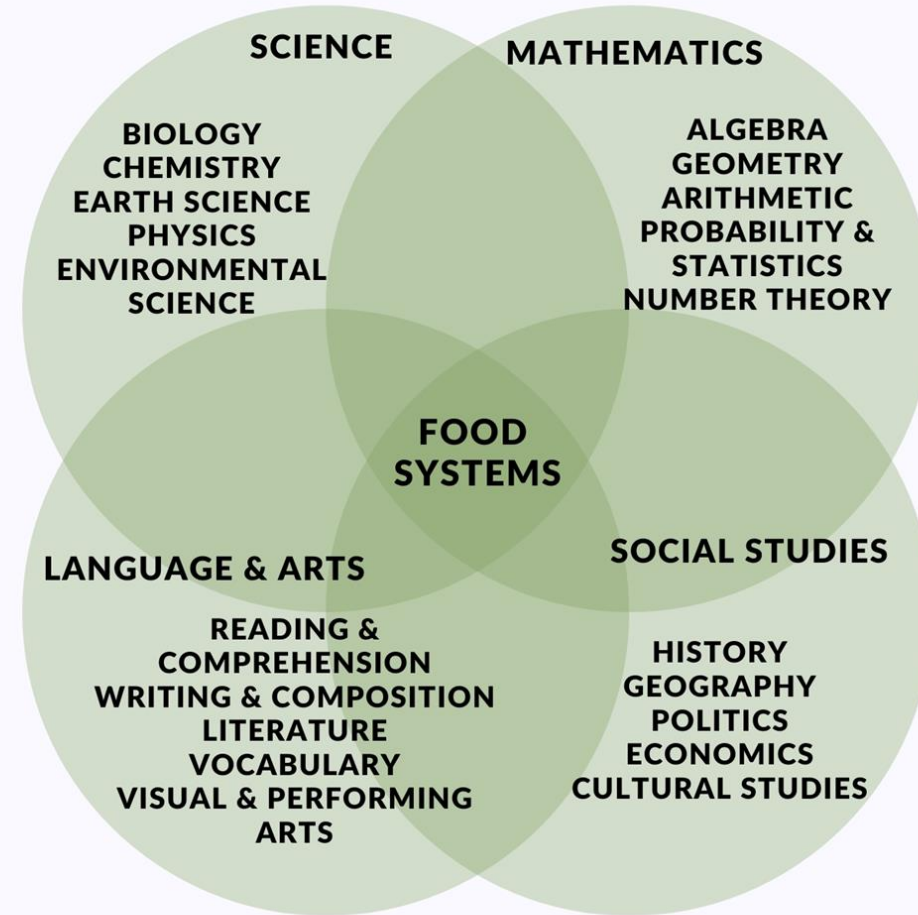 SCIENCE
BIOLOGY
CHEMISTRY
EARTH SCIENCE
PHYSICS
ENVIRONMENTAL
SCIENCE
MATHEMATICS
ALGEBRA
GEOMETRY
ARITHMETIC
PROBABILITY &
STATISTICS
NUMBER THEORY
FOOD
SYSTEMS
LANGUAGE & ARTS
READING &
COMPREHENSION
WRITING & COMPOSITION
LITERATURE
VOCABULARY
VISUAL & PERFORMING
ARTS
SOCIAL STUDIES
HISTORY
GEOGRAPHY
POLITICS
ECONOMICS
CULTURAL STUDIES